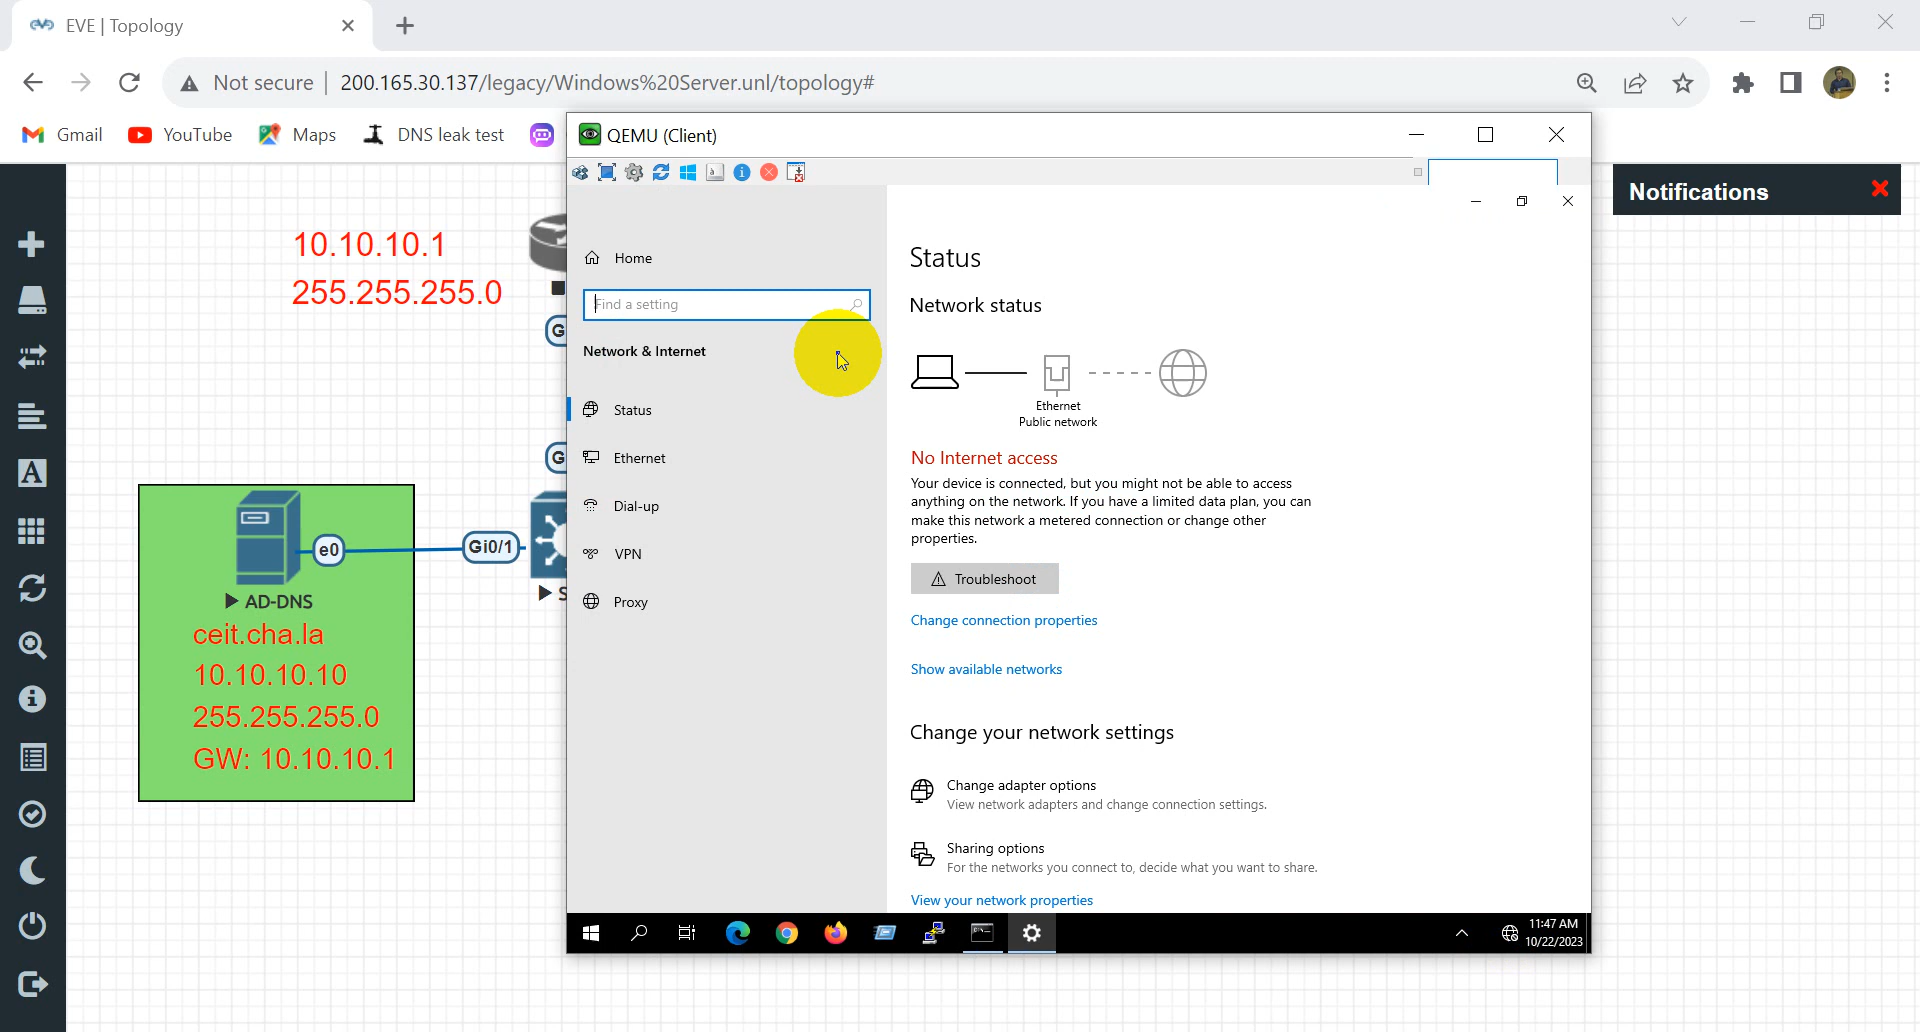 EVE | Topology
Not secure
200.165.30.137/legacy/Windows%20Server.unl/topology#
Gmail
YouTube
Maps
DNS leak test
QEMU (Client)
Notifications
10.10.10.1
255.255.255.0
G
G
e0
Gi0/1
AD-DNS
S
ceit.cha.la
10.10.10.10
255.255.255.0
GW: 10.10.10.1
Home
Find a setting
Network & Internet
Status
Ethernet
Dial-up
VPN
Proxy
Status
Network status
Ethernet
Public network
No Internet access
Your device is connected, but you might not be able to access
anything on the network. If you have a limited data plan, you can
make this network a metered connection or change other
properties.
Troubleshoot
Change connection properties
Show available networks
Change your network settings
Change adapter options
View network adapters and change connection settings.
Sharing options
For the networks you connect to, decide what you want to share.
View your network properties
11:47 AM
10/22/2023